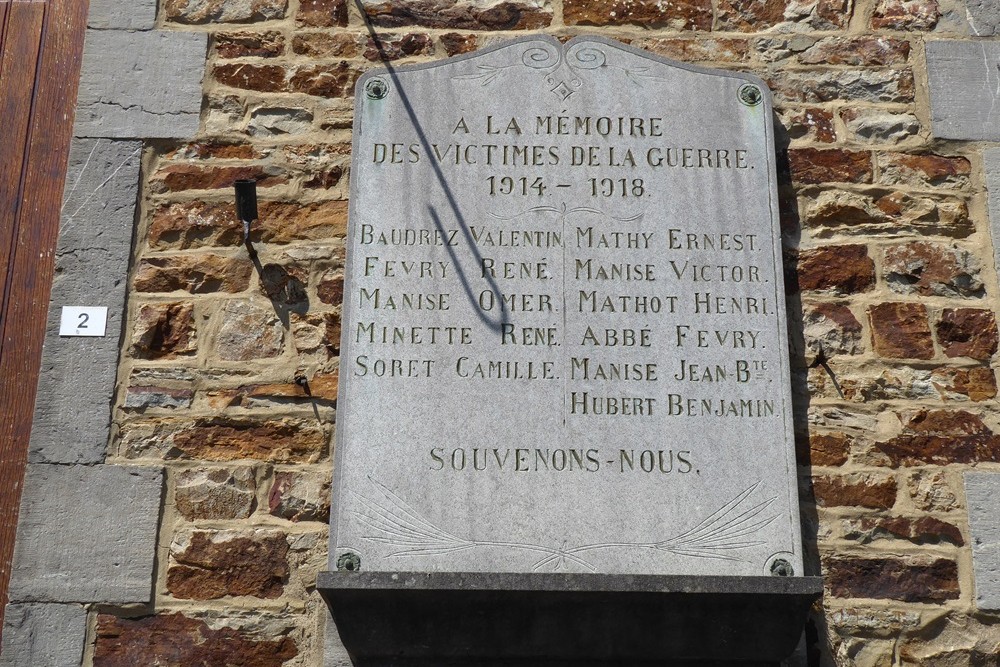 A LA MÉMOIRE
DES VICTIMES DE LA GUERRE.
1914 - 1918.
BAUDREZ VALENTIN
FEVRY RENÉ.
MANISE OMER.
MINETTE RENÉ.
SORET CAMILLE.
MATHY ERNEST.
MANISE VICTOR.
MATHOT HENRI.
ABBÉ FEVRY.
MANISE JEAN-BTE.
HUBERT BENJAMIN.
SOUVENONS-NOUS.
2